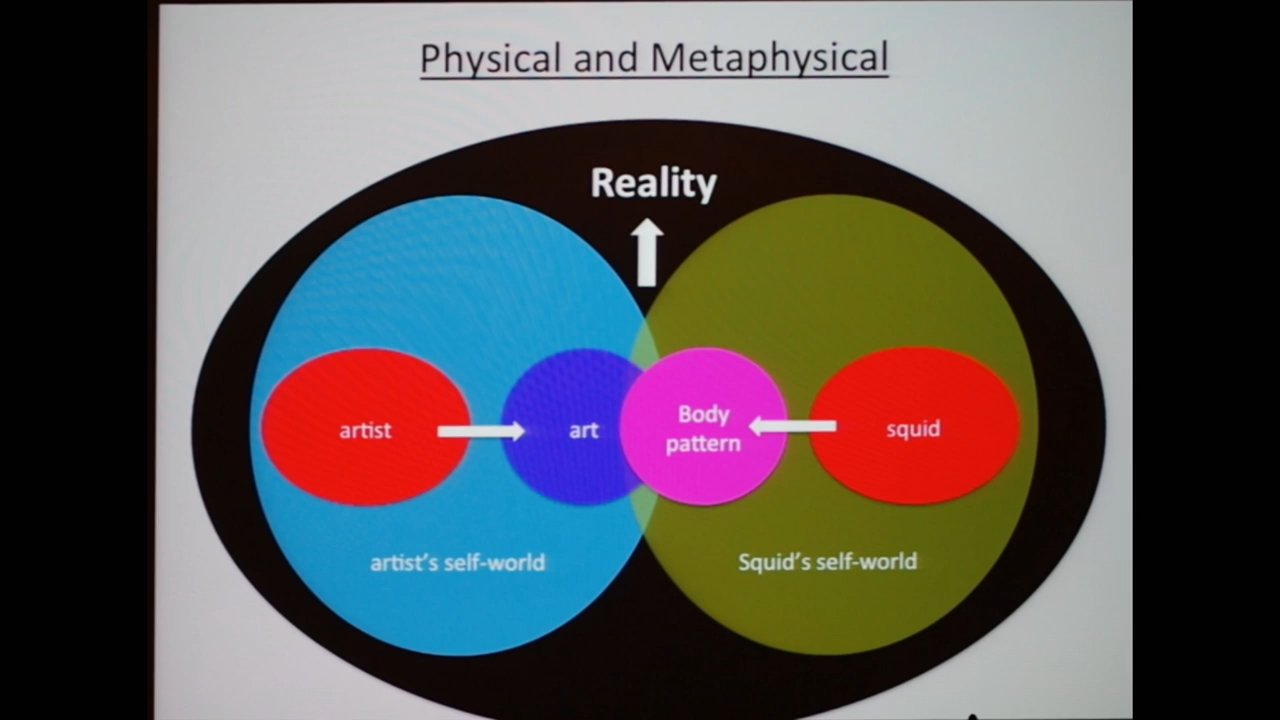 Physical and Metaphysical
Reality
artist
art
Body
pattern
squid
artist's self-world
Squid's self-world